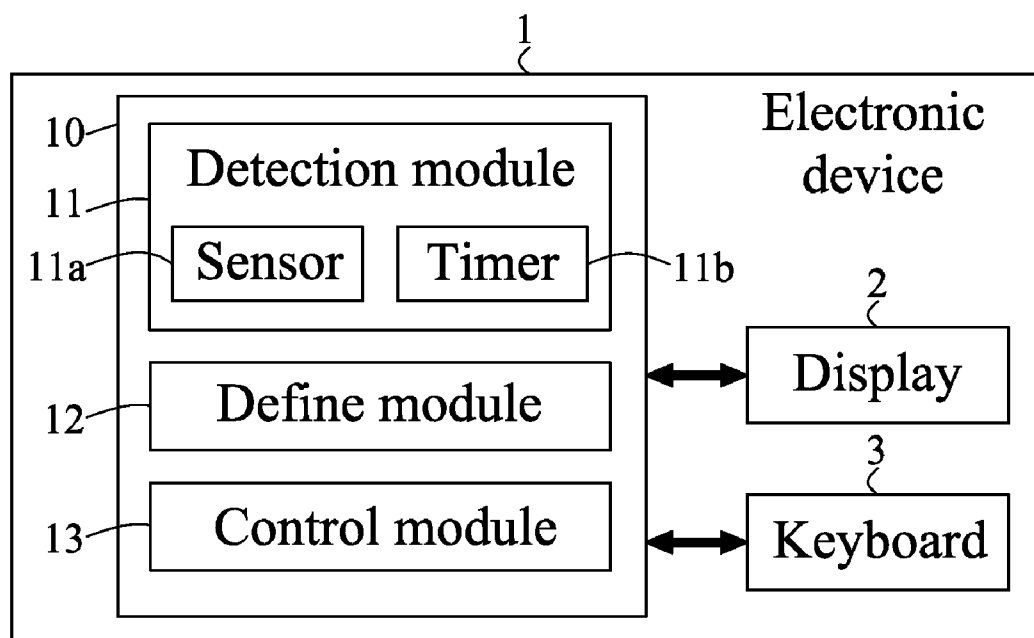 1
Electronic
device
10
Detection module
11
11a
Sensor
Timer
11b
2
Display
12
Define module
3
Keyboard
13
Control module